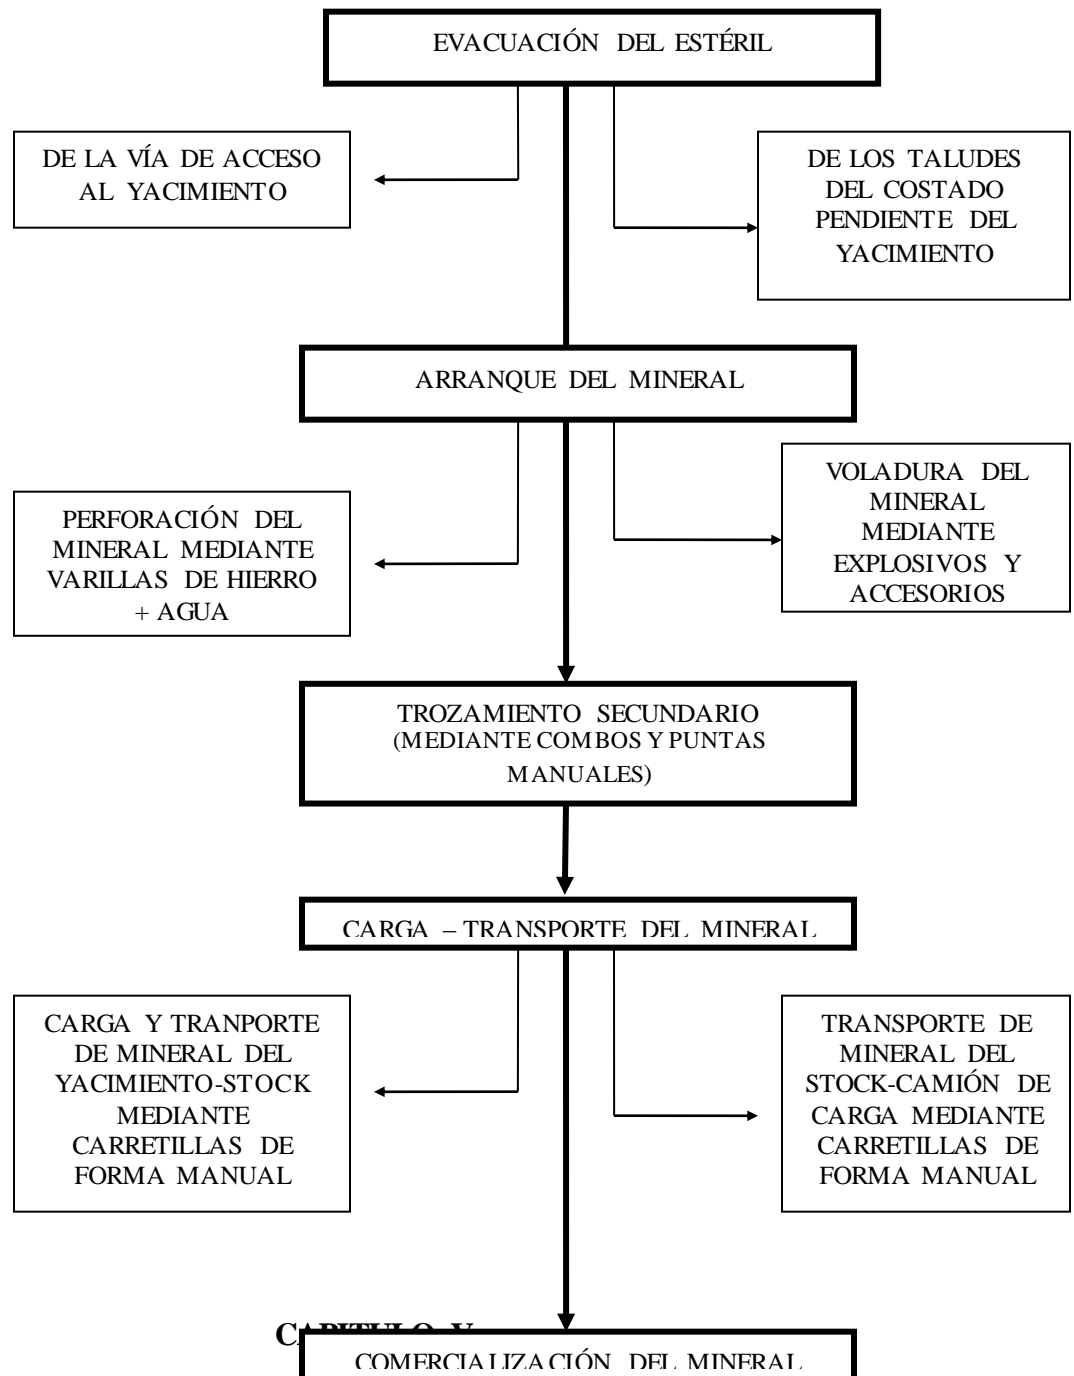 EVACUACIÓN DEL ESTÉRIL
DE LA VÍA DE ACCESO
AL YACIMIENTO
DE LOS TALUDES
DEL COSTADO
PENDIENTE DEL
YACIMIENTO
ARRANQUE DEL MINERAL
PERFORACIÓN DEL
MINERAL MEDIANTE
VARILLAS DE HIERRO
+ AGUA
VOLADURA DEL
MINERAL
MEDIANTE
EXPLOSIVOS Y
ACCESORIOS
TROZAMIENTO SECUNDARIO
(MEDIANTE COMBOS Y PUNTAS
MANUALES)
CARGA – TRANSPORTE DEL MINERAL
CARGA Y TRANPORTE
DE MINERAL DEL
YACIMIENTO-STOCK
MEDIANTE
CARRETILLAS DE
FORMA MANUAL
TRANSPORTE DE
MINERAL DEL
STOCK-CAMIÓN DE
CARGA MEDIANTE
CARRETILLAS DE
FORMA MANUAL
CAPITULO V
COMERCIALIZACIÓN DEL MINERAL